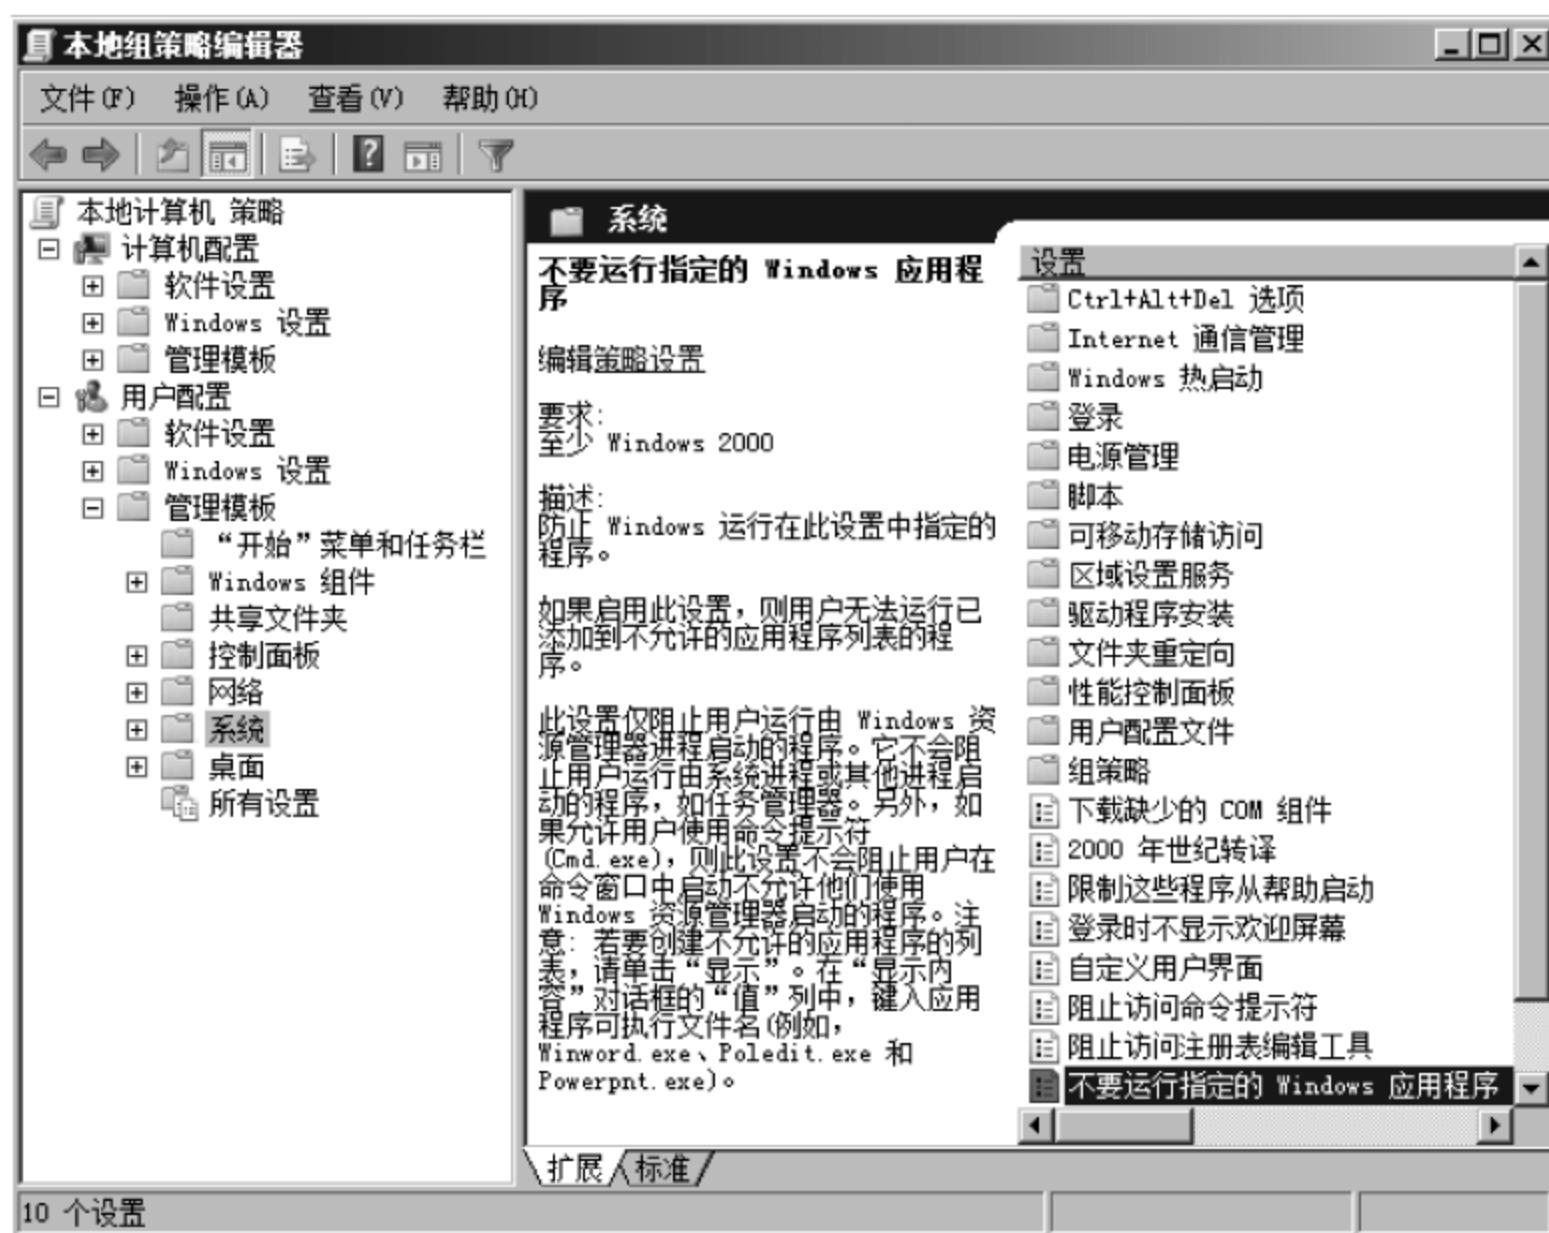 本地组策略编辑器
文件(F) 操作(A) 查看(V) 帮助(H)
本地计算机 策略
计算机配置
软件设置
Windows 设置
管理模板
用户配置
软件设置
Windows 设置
管理模板
“开始”菜单和任务栏
Windows 组件
共享文件夹
控制面板
网络
系统
桌面
所有设置
系统
不要运行指定的 Windows 应用程
序
编辑策略设置
要求:
至少 Windows 2000
描述:
防止 Windows 运行在此设置中指定的
程序。
如果启用此设置，则用户无法运行已
添加到不允许的应用程序列表的程
序。
此设置仅阻止用户运行由 Windows 资
源管理器进程启动的程序。它不会阻
止用户运行由系统进程或其他进程启
动的程序，如任务管理器。另外，如
果允许用户使用命令提示符
(Cmd.exe)，则此设置不会阻止用户在
命令窗口中启动不允许他们使用
Windows 资源管理器启动的程序。注
意: 若要创建不允许的应用程序的列
表，请单击“显示”。在“显示内
容”对话框的“值”列中，键入应用
程序可执行文件名(例如，
Winword.exe、Poledit.exe 和
Powerpnt.exe)。
设置
Ctrl+Alt+Del 选项
Internet 通信管理
Windows 热启动
登录
电源管理
脚本
可移动存储访问
区域设置服务
驱动程序安装
文件夹重定向
性能控制面板
用户配置文件
组策略
下载缺少的 COM 组件
2000 年世纪转译
限制这些程序从帮助启动
登录时不显示欢迎屏幕
自定义用户界面
阻止访问命令提示符
阻止访问注册表编辑工具
不要运行指定的 Windows 应用程序
扩展 标准
10 个设置